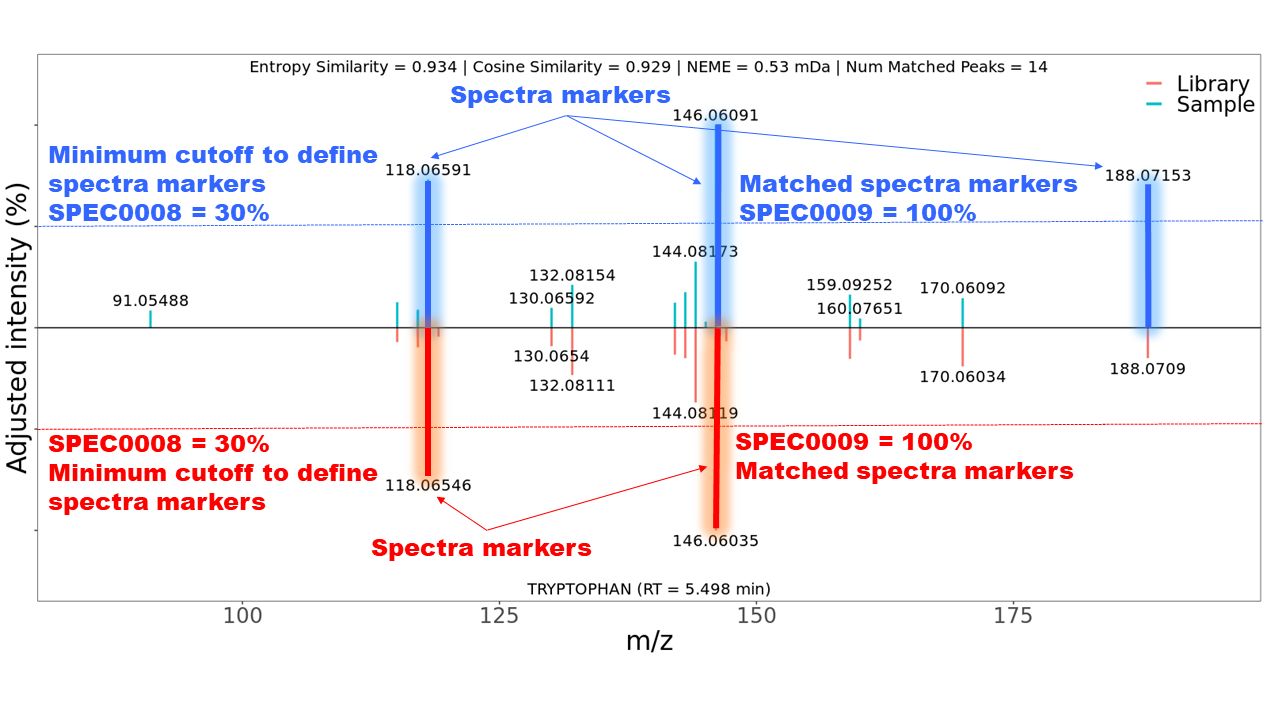 Entropy Similarity = 0.934 | Cosine Similarity = 0.929 | NEME = 0.53 mDa | Num Matched Peaks = 14
Library
Sample
Spectra markers
146.06091
Minimum cutoff to define
spectra markers
SPEC0008 = 30%
118.06591
188.07153
Matched spectra markers
SPEC0009 = 100%
144.08173
132.08154
130.06592
91.05488
159.09252
160.07651
170.06092
Adjusted intensity (%)
130.0654
132.08111
144.08119
170.06034
188.0709
SPEC0008 = 30%
Minimum cutoff to define
spectra markers
SPEC0009 = 100%
Matched spectra markers
118.06546
146.06035
Spectra markers
TRYPTOPHAN (RT = 5.498 min)
100
125
150
175
m/z